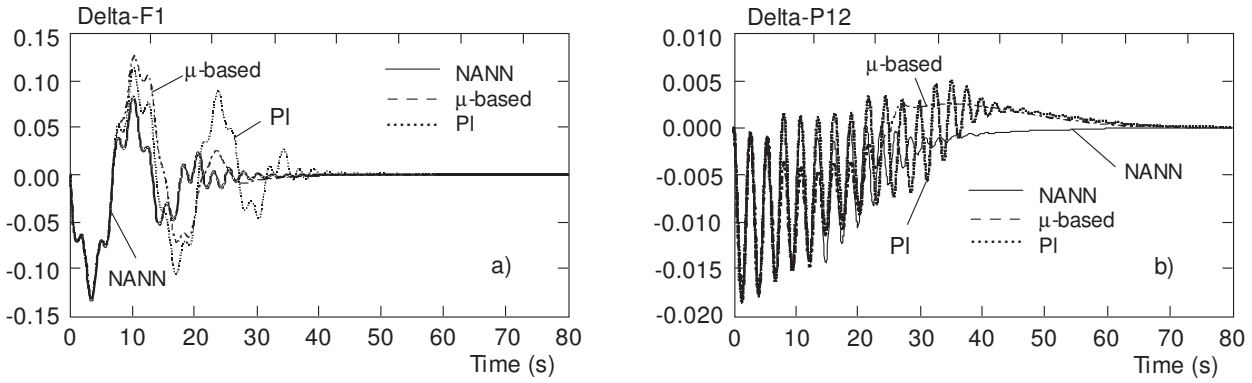 Delta-F1
0.15
0.10
0.05
0.00
-0.05
-0.10
-0.15
μ-based
PI
NANN
NANN
μ-based
PI
a)
0 10 20 30 40 50 60 70 80
Time (s)
Delta-P12
0.010
0.005
0.000
-0.005
-0.010
-0.015
-0.020
μ-based
NANN
PI
NANN
μ-based
PI
b)
0 10 20 30 40 50 60 70 80
Time (s)